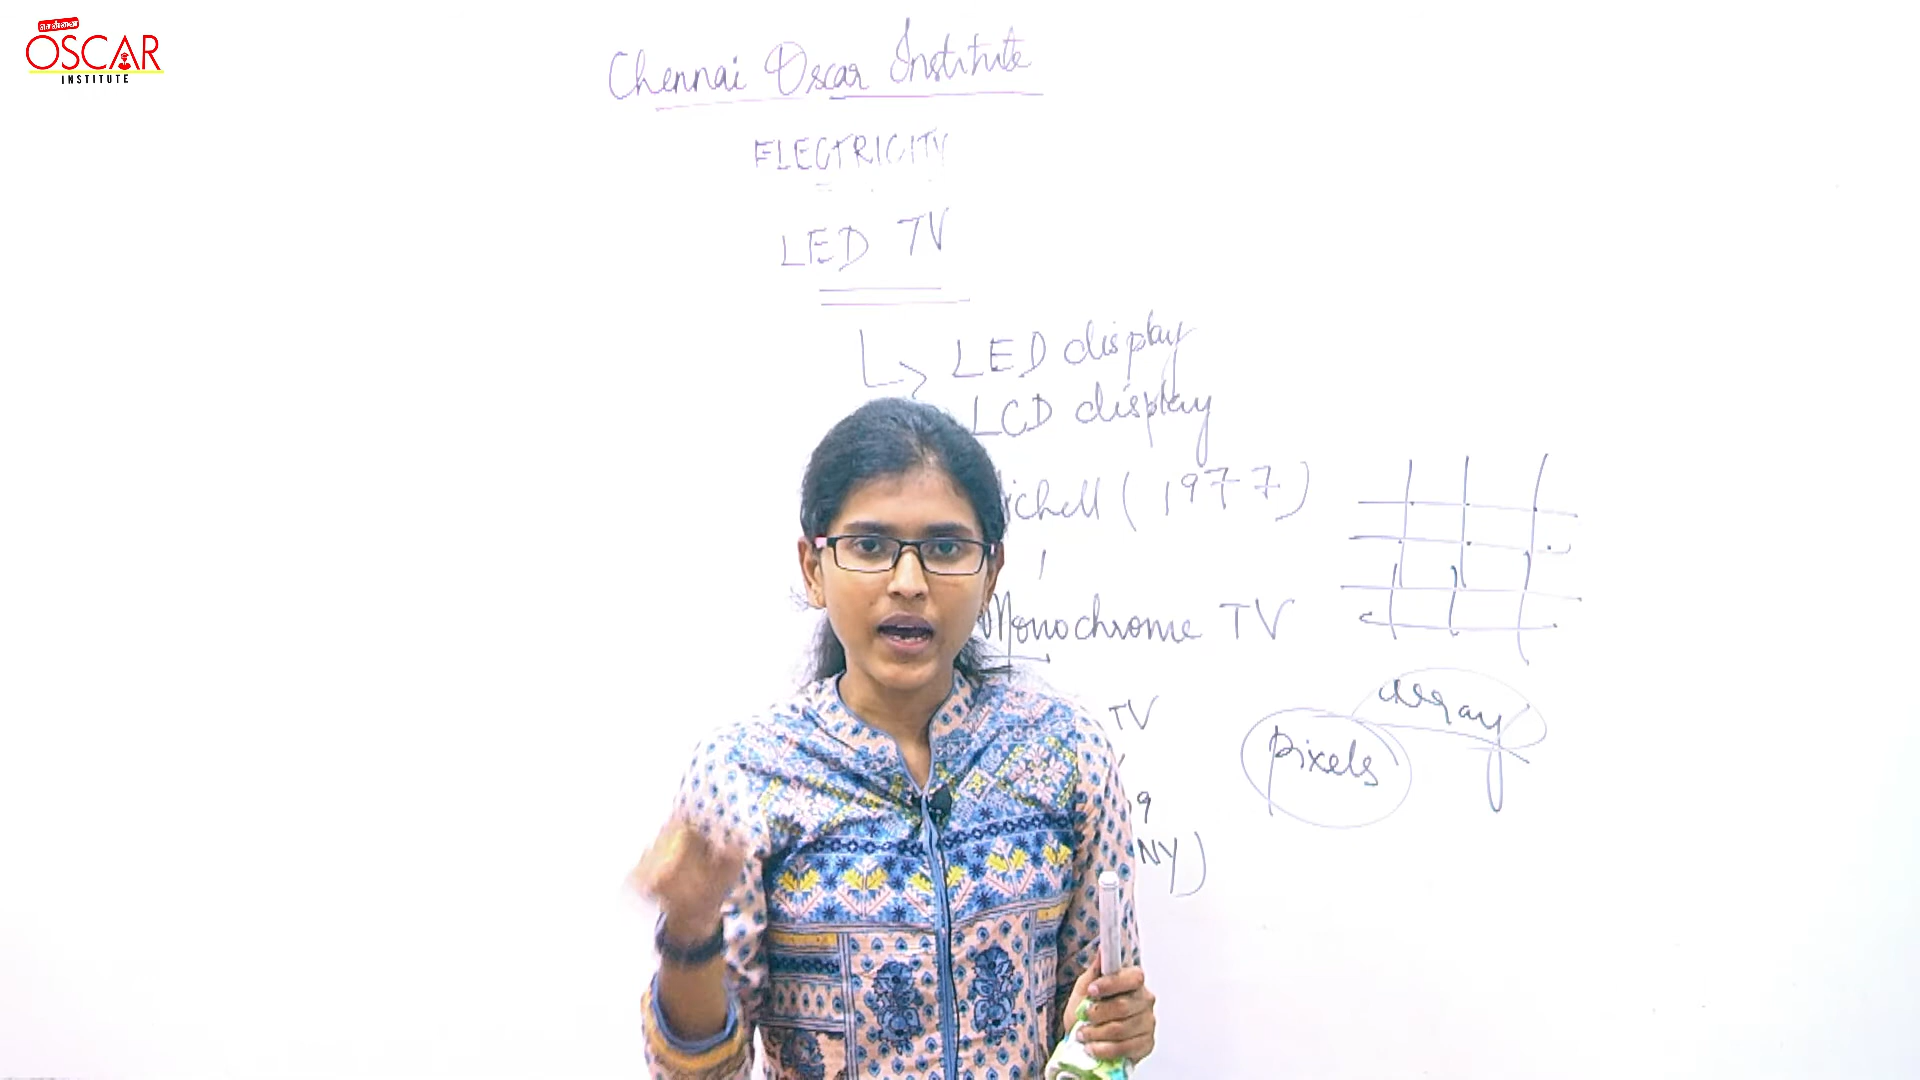 OSCAR
INSTITUTE
Chennai Oscar Institute
ELECTRICITY
LED TV
LED display
LCD display
ichell (1977)
Monochrome TV
TV
9
NY)
array
pixels